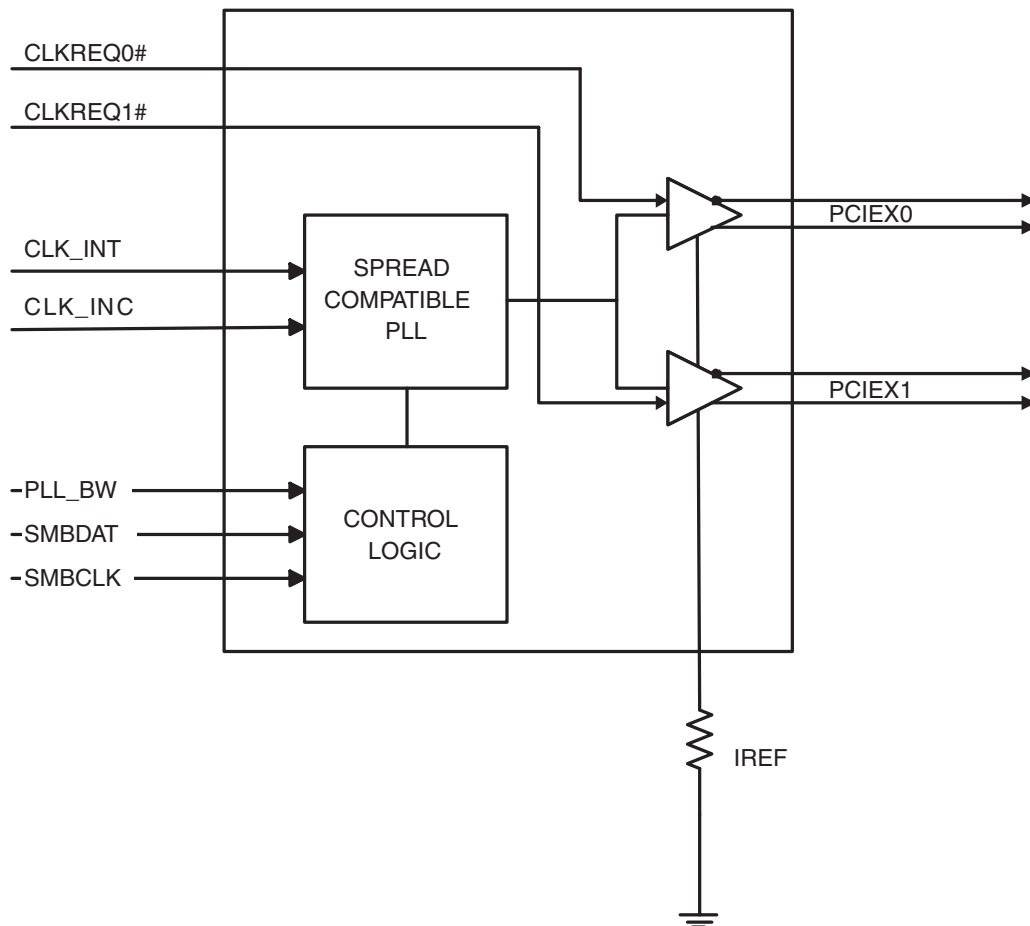 CLKREQ0#
CLKREQ1#
PCIEX0
CLK_INT
SPREAD
COMPATIBLE
PLL
CLK_INC
PCIEX1
PLL_BW
SMBDAT
SMBCLK
CONTROL
LOGIC
IREF